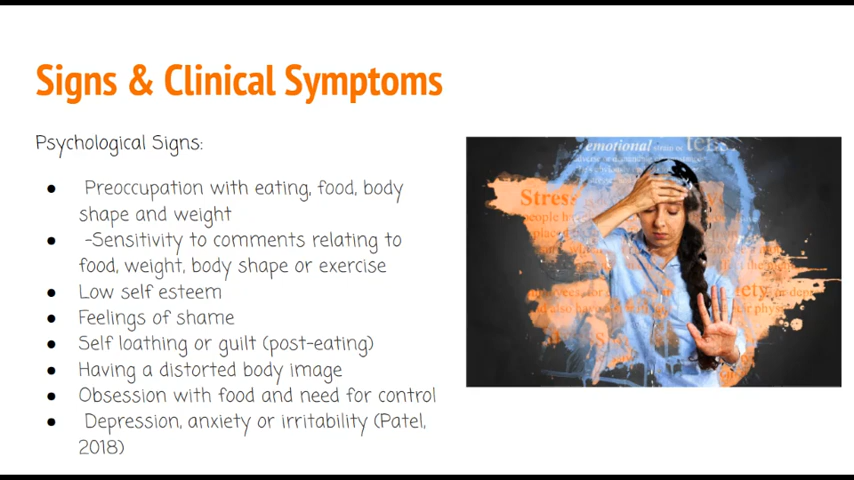 Signs & Clinical Symptoms
Psychological Signs:
● Preoccupation with eating, food, body
shape and weight
● -Sensitivity to comments relating to
food, weight, body shape or exercise
● Low self esteem
● Feelings of shame
● Self loathing or guilt (post-eating)
● Having a distorted body image
● Obsession with food and need for control
● Depression, anxiety or irritability (Patel,
2018)
emotional
Stress
people